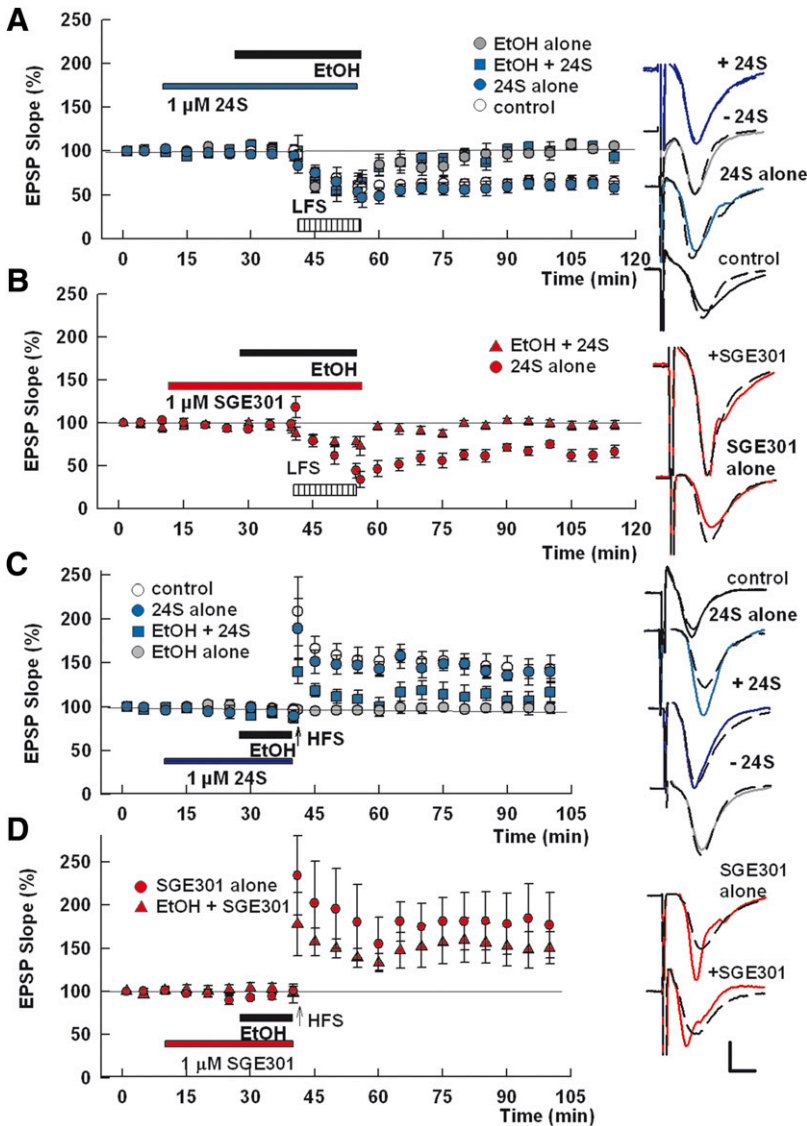 A
EPSP Slope (%)
250
200
150
100
50
0
EtOH
1 µM 24S
LFS
EtOH alone
EtOH + 24S
24S alone
control
0 15 30 45 60 75 90 105 120
Time (min)
+ 24S
- 24S
24S alone
control
B
EPSP Slope (%)
250
200
150
100
50
0
EtOH
1 µM SGE301
LFS
EtOH + 24S
24S alone
0 15 30 45 60 75 90 105 120
Time (min)
+SGE301
SGE301
alone
C
EPSP Slope (%)
250
200
150
100
50
0
control
24S alone
EtOH + 24S
EtOH alone
EtOH
HFS
1 µM 24S
0 15 30 45 60 75 90 105
Time (min)
control
24S alone
+ 24S
- 24S
D
EPSP Slope (%)
250
200
150
100
50
0
SGE301 alone
EtOH + SGE301
EtOH
HFS
1 µM SGE301
0 15 30 45 60 75 90 105
Time (min)
SGE301
alone
+SGE301